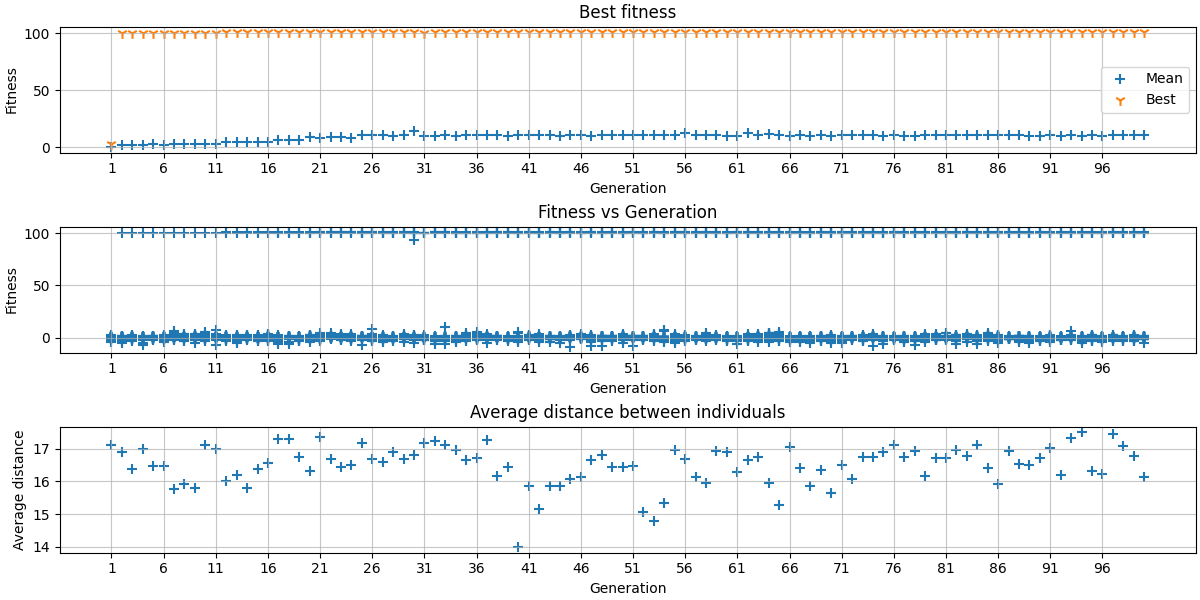 Best fitness
100
50
0
Fitness
Mean
Best
1 6 11 16 21 26 31 36 41 46 51 56 61 66 71 76 81 86 91 96
Generation
Fitness vs Generation
100
50
0
Fitness
1 6 11 16 21 26 31 36 41 46 51 56 61 66 71 76 81 86 91 96
Generation
Average distance between individuals
17
16
15
14
Average distance
1 6 11 16 21 26 31 36 41 46 51 56 61 66 71 76 81 86 91 96
Generation